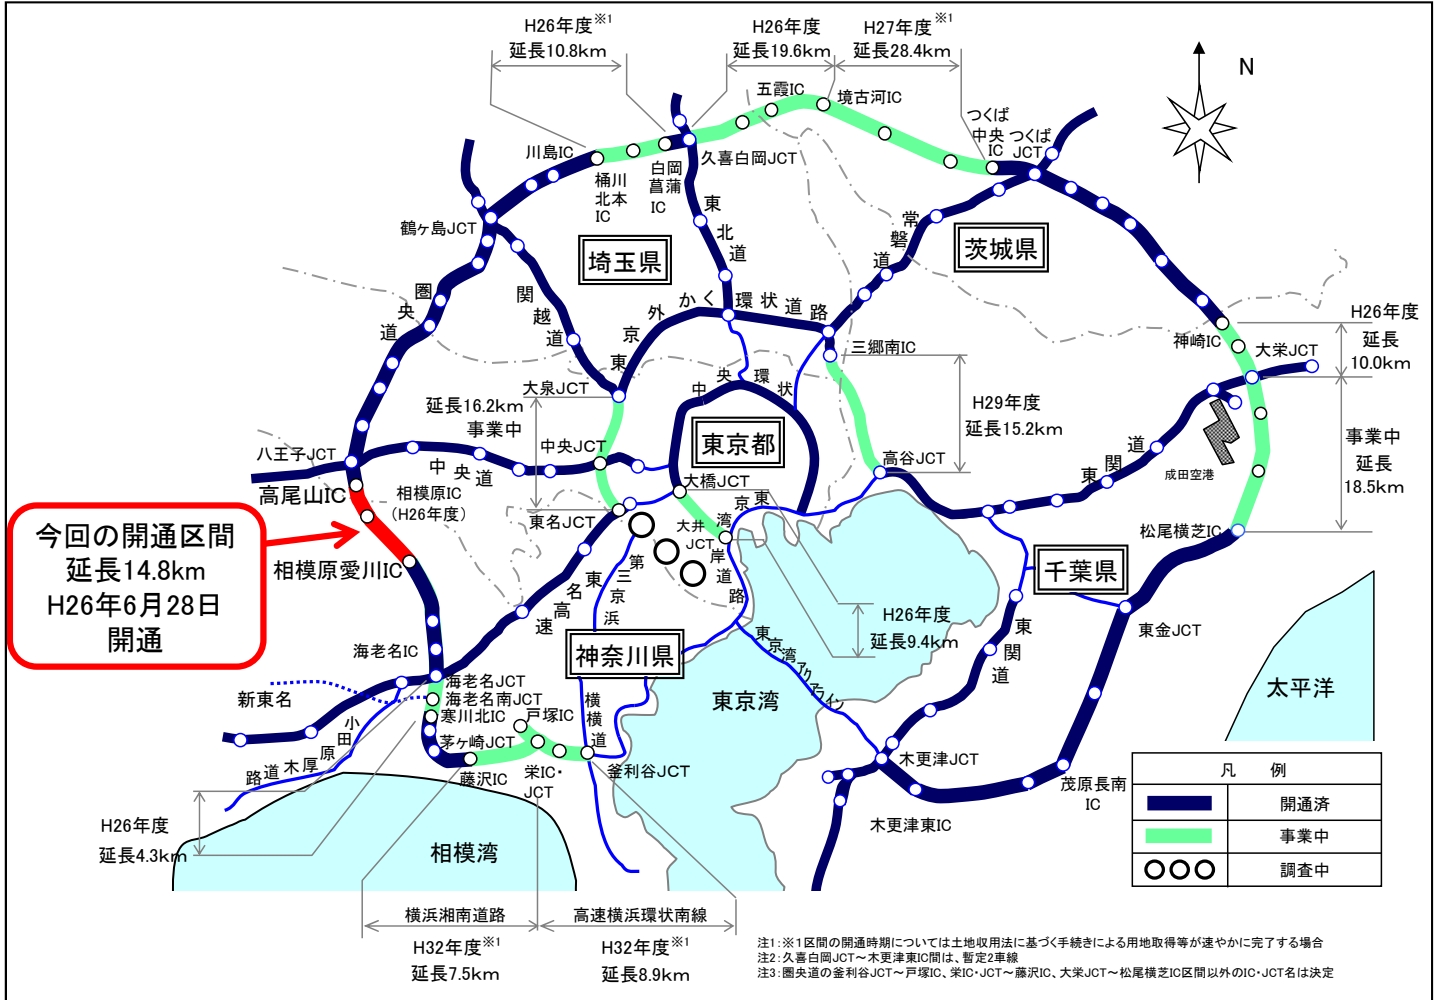 H26年度※1
延長10.8km
H26年度
延長19.6km
H27年度※1
延長28.4km
N
五霞IC
境古河IC
つくば
中央
IC
つくば
JCT
川島IC
桶川
北本
IC
白岡
菖蒲
IC
久喜白岡JCT
東北道
常磐道
鶴ヶ島JCT
埼玉県
茨城県
圏央道
関越道
東京外かく環状道路
三郷南IC
神崎IC
大栄JCT
H26年度
延長
10.0km
大泉JCT
中央環状
延長16.2km
事業中
H29年度
延長15.2km
事業中
延長
18.5km
東京都
中央JCT
八王子JCT
中央道
高谷JCT
東関道
成田空港
高尾山IC
相模原IC
（H26年度）
大橋JCT
東名JCT
大井
JCT
東京湾岸道路
松尾横芝IC
今回の開通区間
延長14.8km
H26年6月28日
開通
相模原愛川IC
千葉県
第三京浜
東名高速
H26年度
延長9.4km
東金JCT
海老名IC
神奈川県
東京湾アクアライン
東関道
海老名JCT
海老名南JCT
新東名
寒川北IC
戸塚IC
横横道
東京湾
太平洋
小田原厚木道路
茅ヶ崎JCT
藤沢IC
栄IC・
JCT
釜利谷JCT
木更津JCT
茂原長南
IC
木更津東IC
H26年度
延長4.3km
相模湾
凡　例
開通済
事業中
調査中
横浜湘南道路
高速横浜環状南線
H32年度※1
延長7.5km
H32年度※1
延長8.9km
注1：※1区間の開通時期については土地収用法に基づく手続きによる用地取得等が速やかに完了する場合
注2：久喜白岡JCT～木更津東IC間は、暫定2車線
注3：圏央道の釜利谷JCT～戸塚IC、栄IC・JCT～藤沢IC、大栄JCT～松尾横芝IC区間以外のIC・JCT名は決定